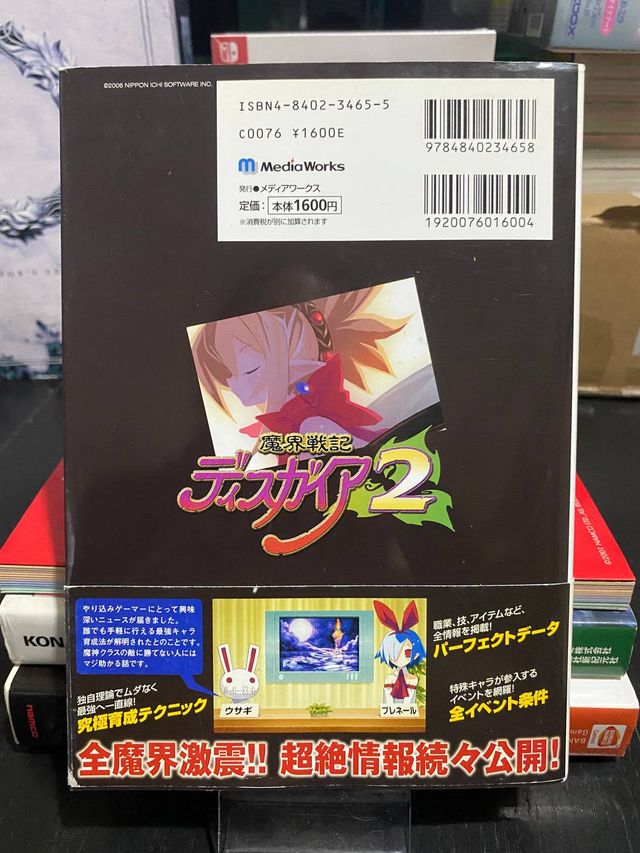 ©2006 NIPPON ICHI SOFTWARE INC.
ISBN4-8402-3465-5
C0076 ¥1600E
9784840234658
MediaWorks
発行●メディアワークス
定価： 本体1600円
※消費税が別に加算されます
1920076016004
魔界戦記
ディスガイア2
やり込みゲーマーにとって興味
深いニュースが届きました。
誰でも手軽に行える最強キャラ
育成法が解明されたとのことです。
魔神クラスの敵に勝てない人には
マジ助かる話です。
独自理論でムダなく
最強へ一直線!
究極育成テクニック
ウサギ
プレネール
職業、技、アイテムなど、
全情報を掲載!
パーフェクトデータ
特殊キャラが参入する
イベントを網羅!
全イベント条件
全魔界激震!! 超絶情報続々公開!
KON
namco